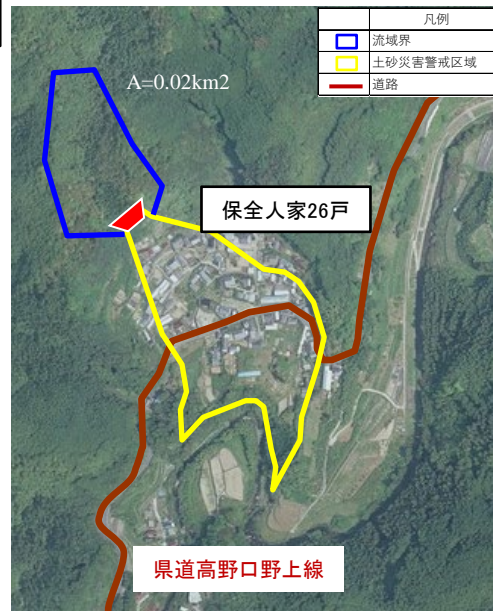 凡例
流域界
土砂災害警戒区域
道路
A=0.02km2
保全人家26戸
県道高野口野上線